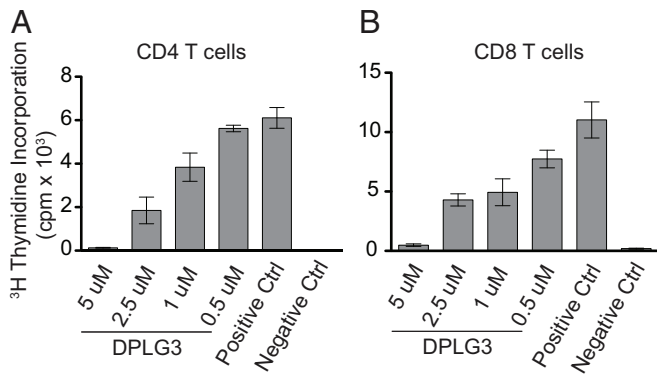 A
CD4 T cells
³H Thymidine Incorporation
(cpm x 10³)
8
6
4
2
0
5 uM
2.5 uM
1 uM
0.5 uM
Positive Ctrl
Negative Ctrl
DPLG3
B
CD8 T cells
15
10
5
0
5 uM
2.5 uM
1 uM
0.5 uM
Positive Ctrl
Negative Ctrl
DPLG3